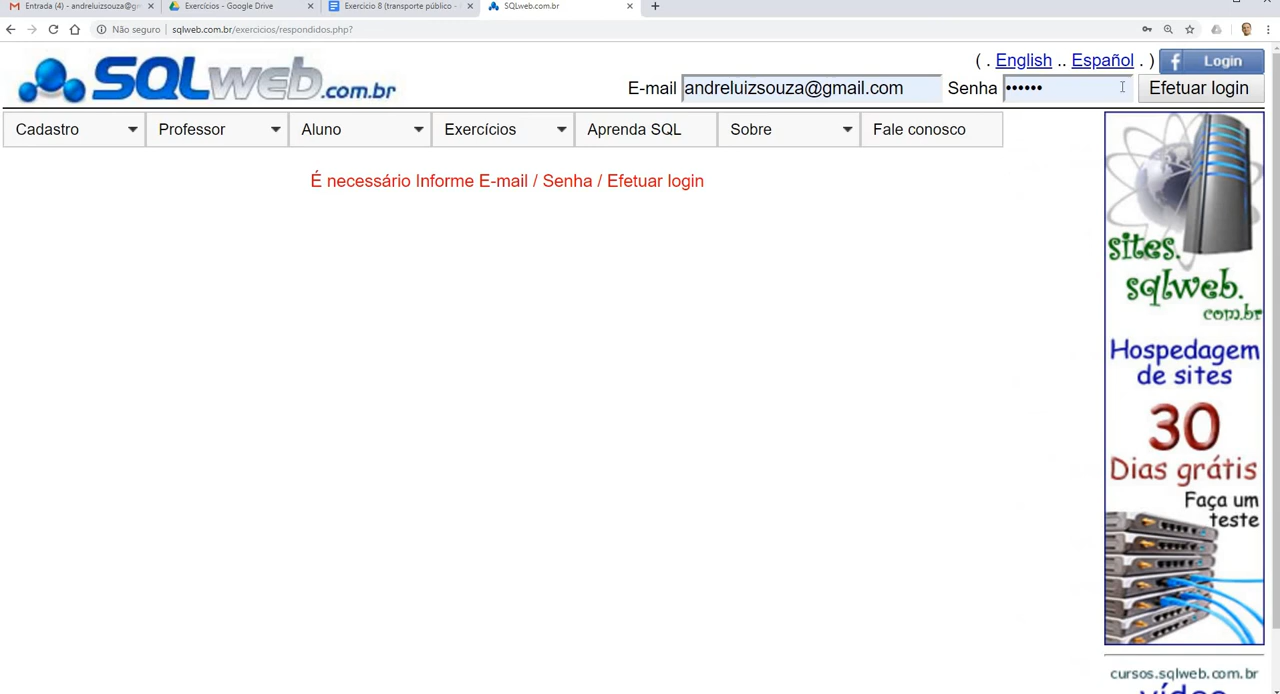 Entrada (4) - andreluizsouza@gm
Exercícios - Google Drive
Exercício 8 (transporte público -
SQLweb.com.br
Não seguro
sqlweb.com.br/exercicios/respondidos.php?
SQLweb.com.br
( . English .. Español . )
f Login
E-mail andreluizsouza@gmail.com Senha •••••• Efetuar login
Cadastro Professor Aluno Exercícios Aprenda SQL Sobre Fale conosco
É necessário Informe E-mail / Senha / Efetuar login
sites.
sqlweb.
com.br
Hospedagem
de sites
30
Dias grátis
Faça um
teste
cursos.sqlweb.com.br
vídeo